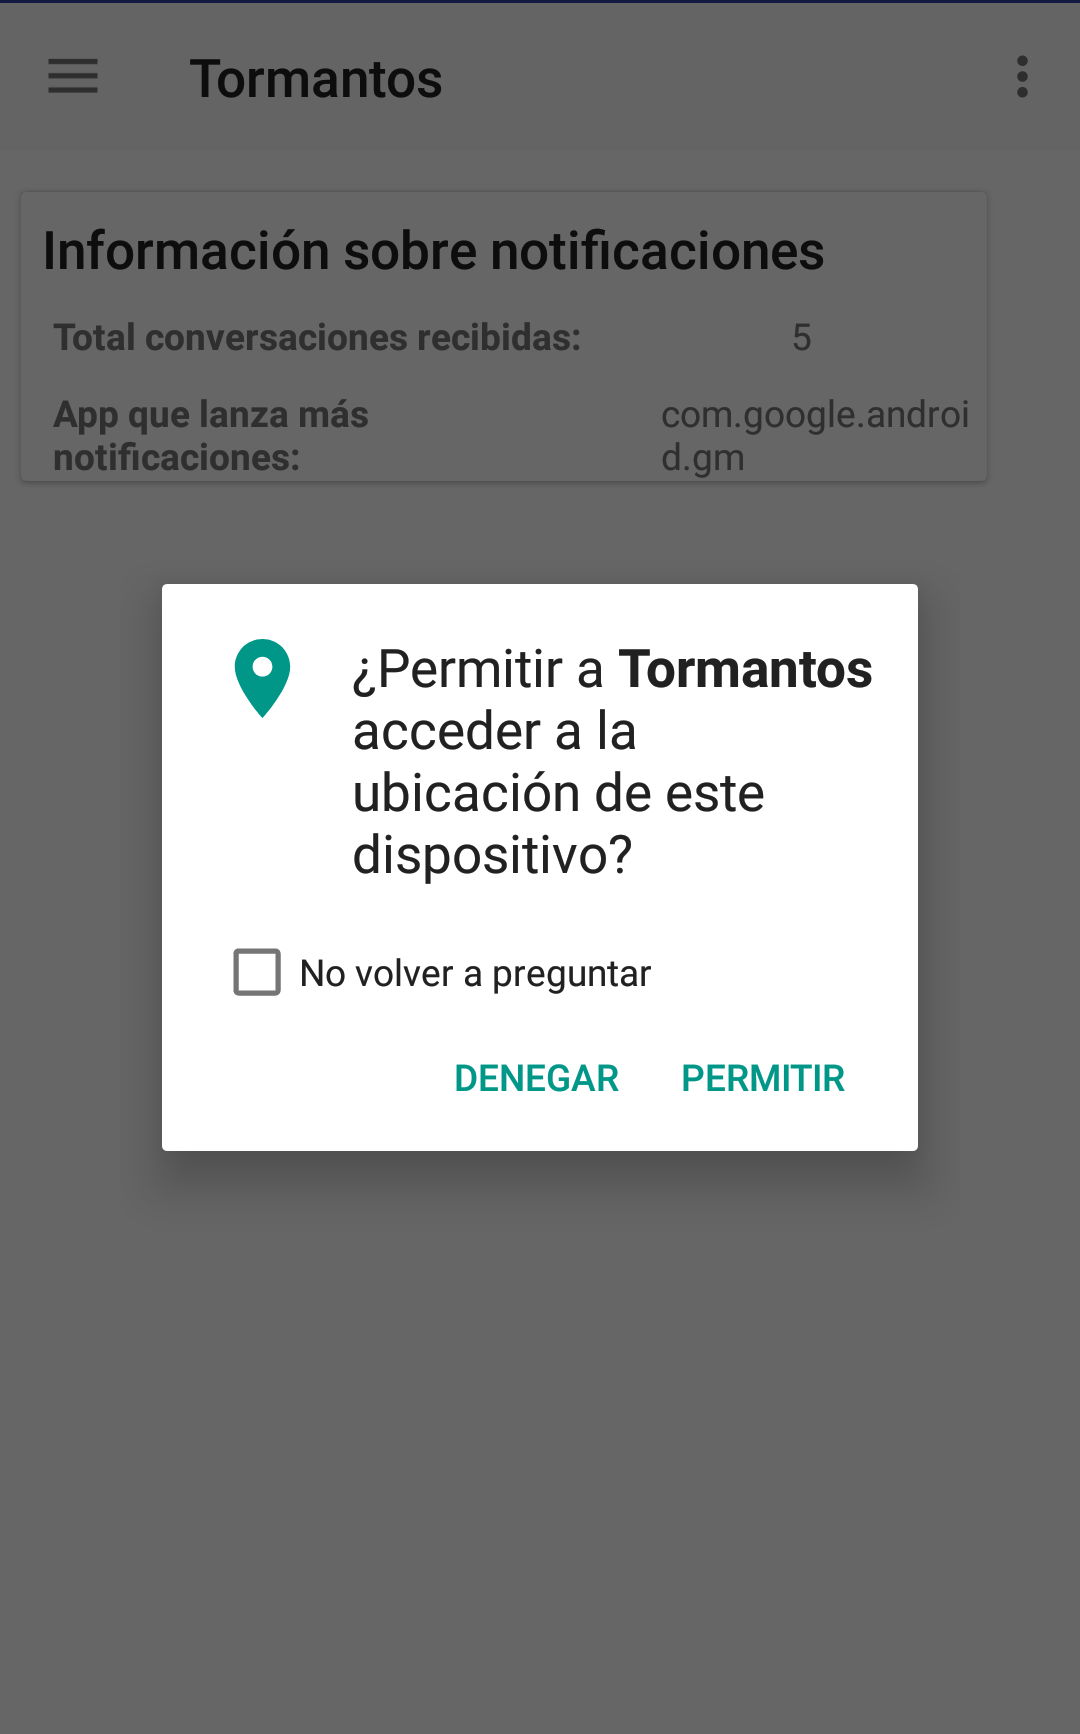 Tormantos
Información sobre notificaciones
Total conversaciones recibidas: 5
App que lanza más
notificaciones:
com.google.androi
d.gm
¿Permitir a Tormantos
acceder a la
ubicación de este
dispositivo?
No volver a preguntar
DENEGAR PERMITIR